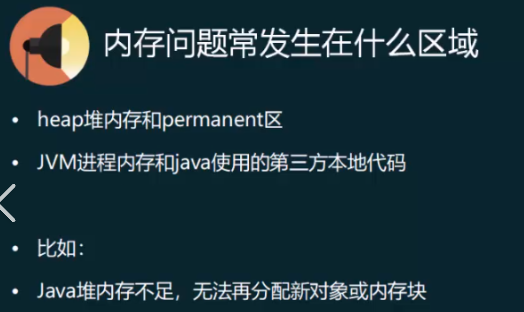 内存问题常发生在什么区域
• heap堆内存和permanent区
• JVM进程内存和java使用的第三方本地代码
• 比如：
• Java堆内存不足，无法再分配新对象或内存块